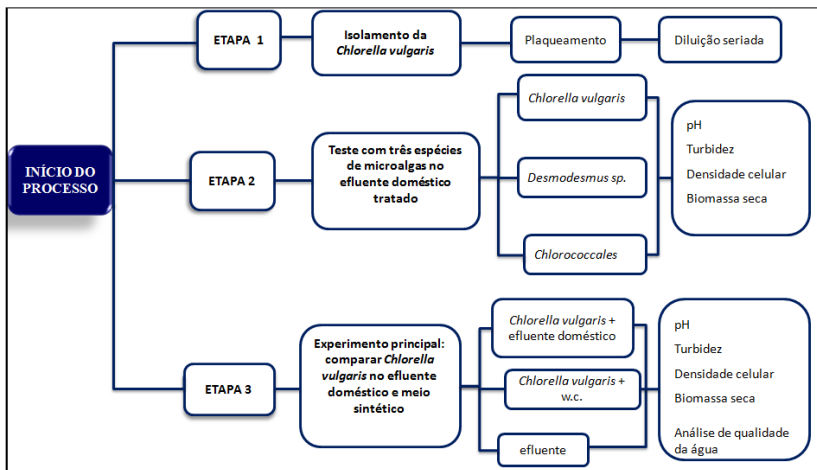 INÍCIO DO
PROCESSO
ETAPA 1
Isolamento da
Chlorella vulgaris
Plaqueamento
Diluição seriada
ETAPA 2
Teste com três espécies
de microalgas no
efluente doméstico
tratado
Chlorella vulgaris
Desmodesmus sp.
Chlorococcales
pH
Turbidez
Densidade celular
Biomassa seca
ETAPA 3
Experimento principal:
comparar Chlorella
vulgaris no efluente
doméstico e meio
sintético
Chlorella vulgaris +
efluente doméstico
Chlorella vulgaris +
w.c.
efluente
pH
Turbidez
Densidade celular
Biomassa seca
Análise de qualidade
da água